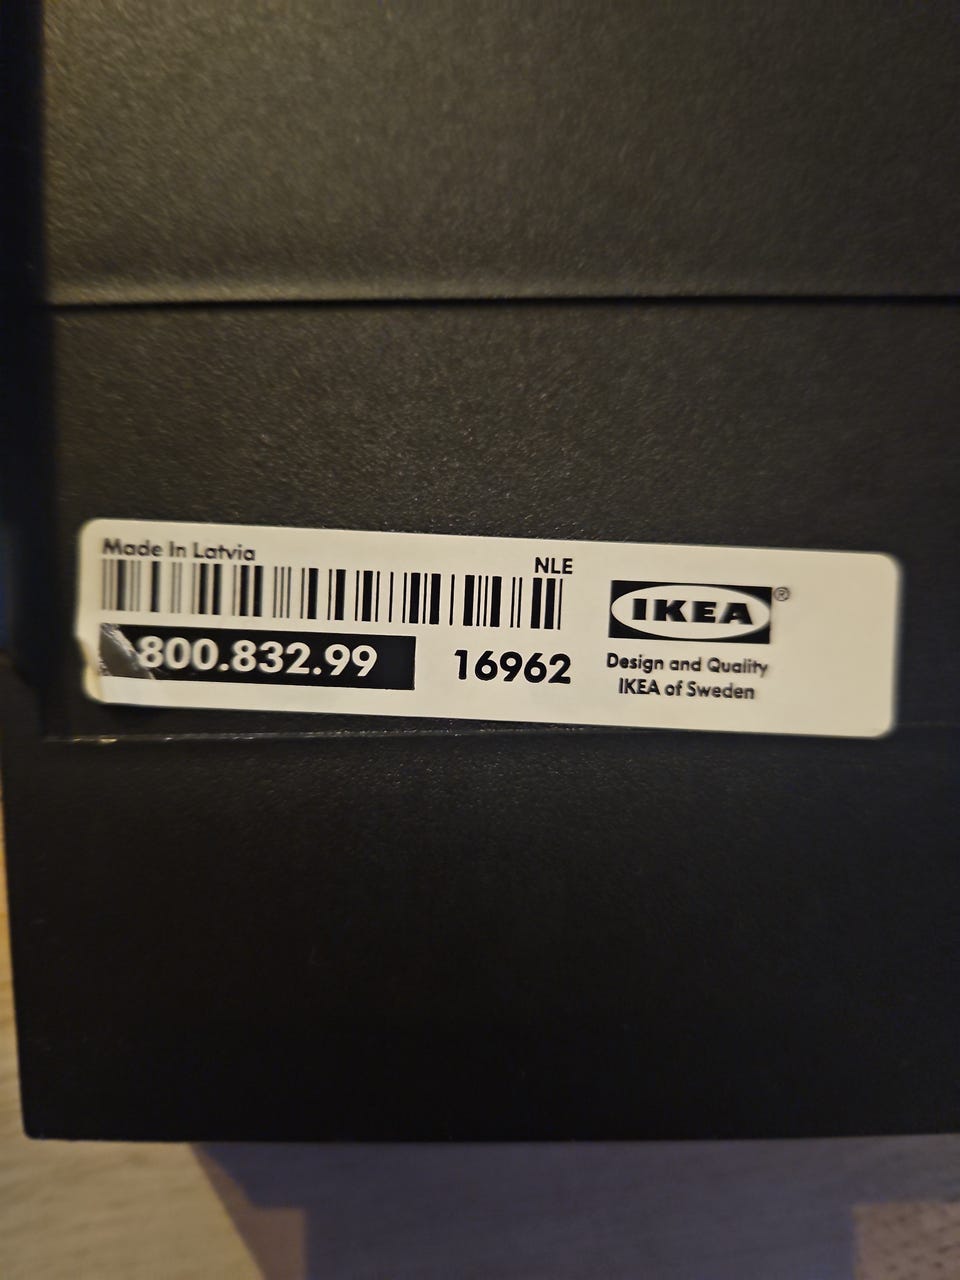 Made In Latvia
NLE
800.832.99
16962
IKEA®
Design and Quality
IKEA of Sweden